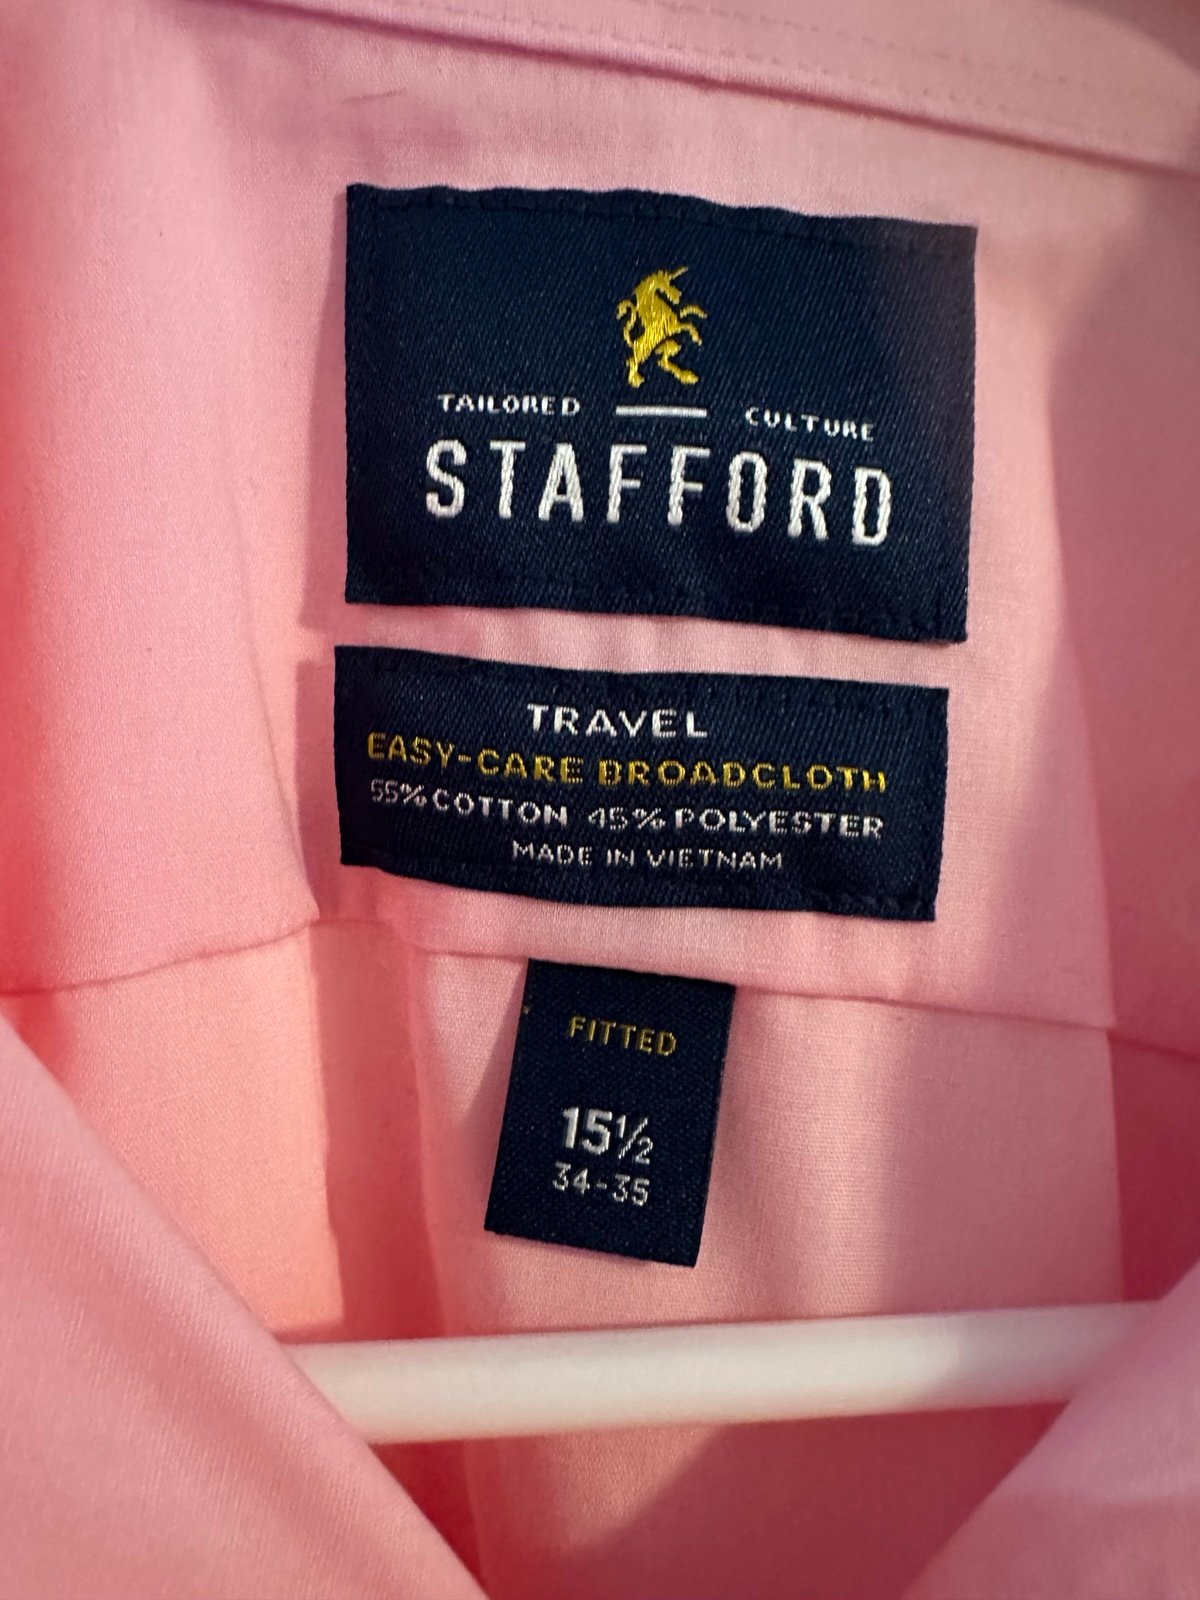 TAILORED CULTURE
STAFFORD
TRAVEL
EASY-CARE BROADCLOTH
55% COTTON 45% POLYESTER
MADE IN VIETNAM
FITTED
15½
34-35